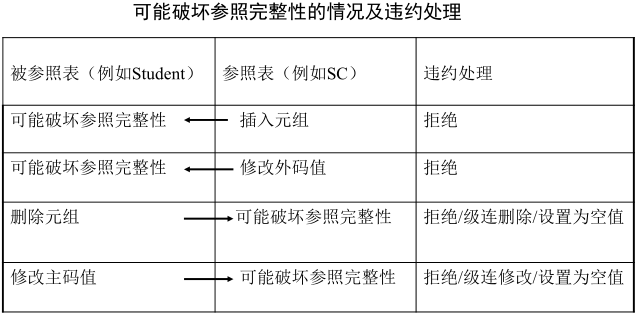 可能破坏参照完整性的情况及违约处理
被参照表（例如Student） 参照表（例如SC） 违约处理
可能破坏参照完整性 插入元组 拒绝
可能破坏参照完整性 修改外码值 拒绝
删除元组 可能破坏参照完整性 拒绝/级连删除/设置为空值
修改主码值 可能破坏参照完整性 拒绝/级连修改/设置为空值